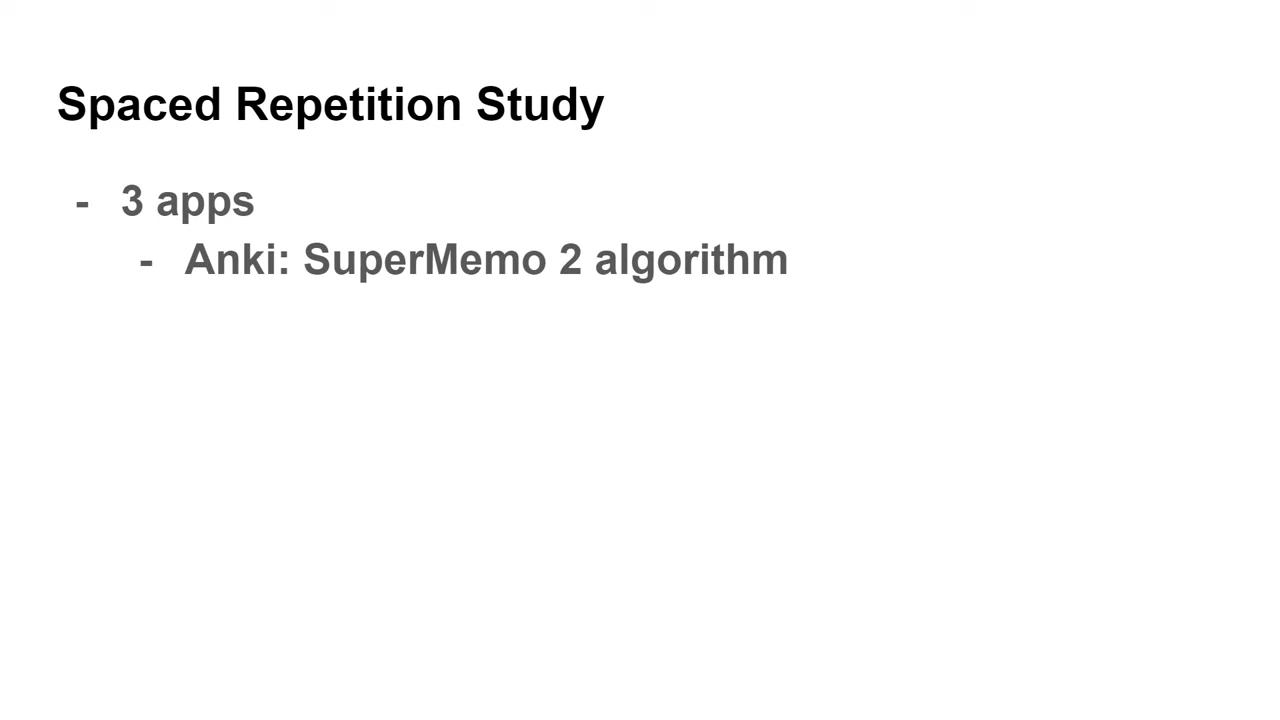 Spaced Repetition Study
- 3 apps
- Anki: SuperMemo 2 algorithm